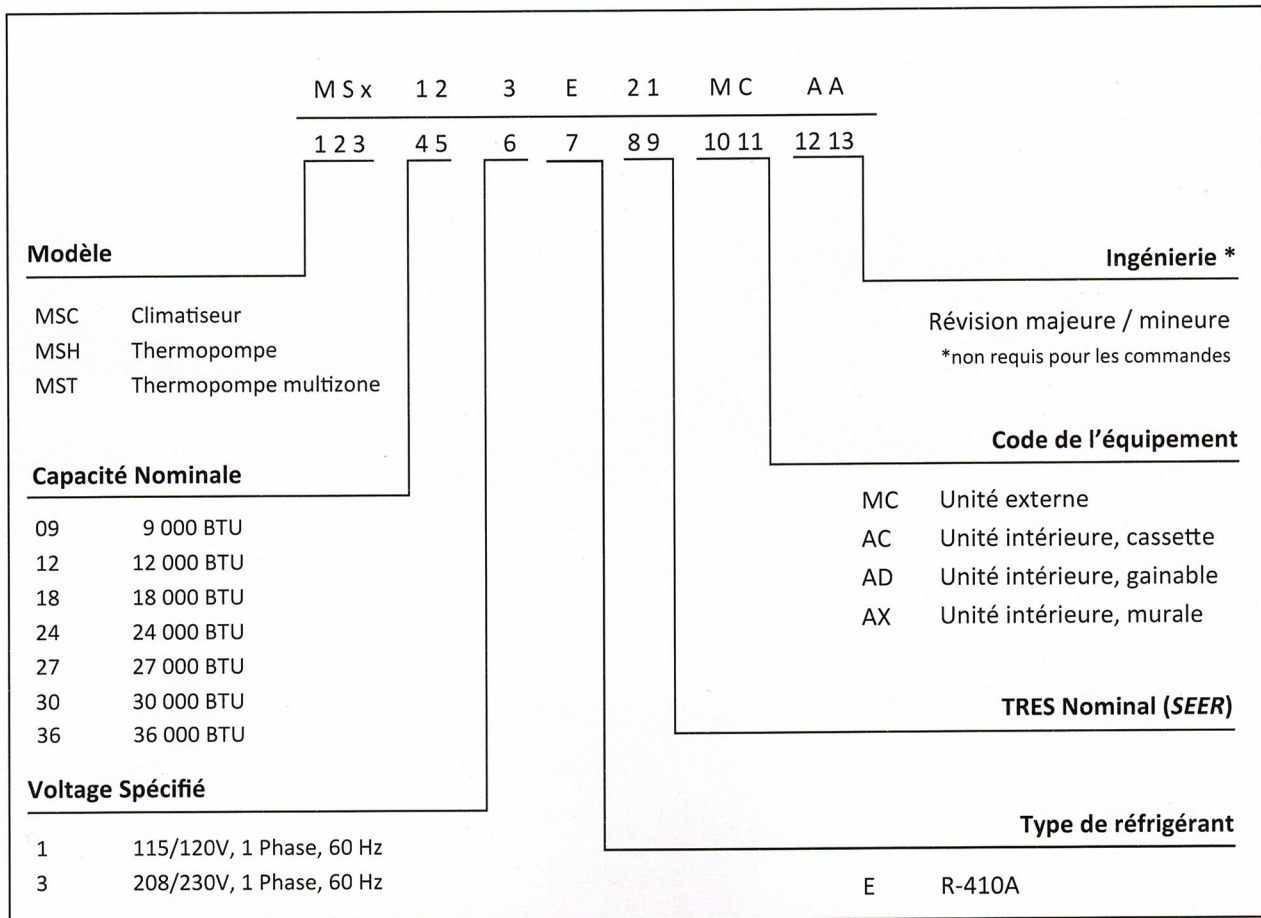 MSx 12 3 E 21 MC AA
123 45 6 7 89 10 11 12 13
Modèle
MSC Climatiseur
MSH Thermopompe
MST Thermopompe multizone
Capacité Nominale
09 9 000 BTU
12 12 000 BTU
18 18 000 BTU
24 24 000 BTU
27 27 000 BTU
30 30 000 BTU
36 36 000 BTU
Voltage Spécifié
1 115/120V, 1 Phase, 60 Hz
3 208/230V, 1 Phase, 60 Hz
Ingénierie *
Révision majeure / mineure
*non requis pour les commandes
Code de l'équipement
MC Unité externe
AC Unité intérieure, cassette
AD Unité intérieure, gainable
AX Unité intérieure, murale
TRES Nominal (SEER)
Type de réfrigérant
E R-410A